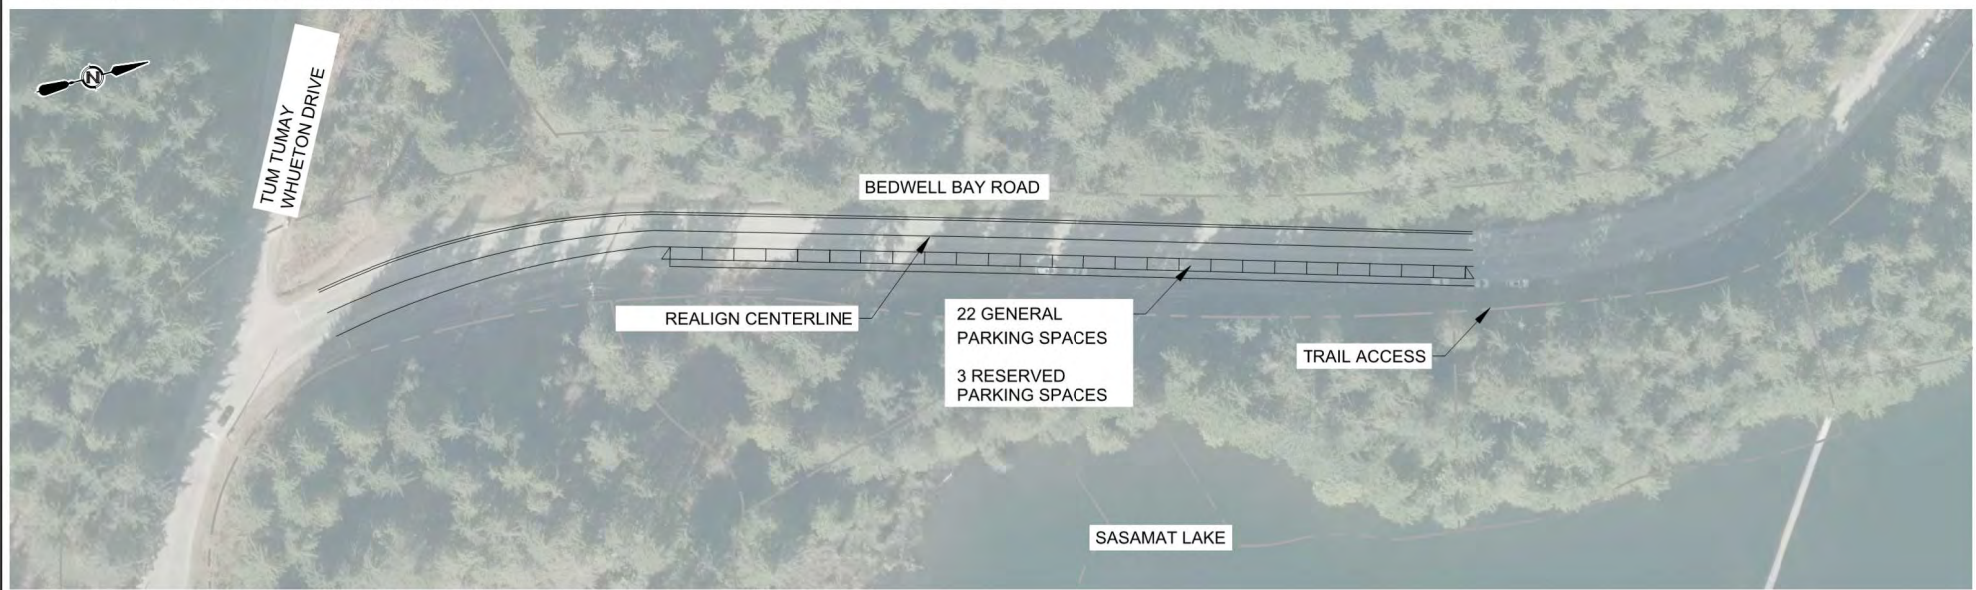 N
TUM TUMAY
WHUETON DRIVE
BEDWELL BAY ROAD
REALIGN CENTERLINE
22 GENERAL
PARKING SPACES
3 RESERVED
PARKING SPACES
TRAIL ACCESS
SASAMAT LAKE